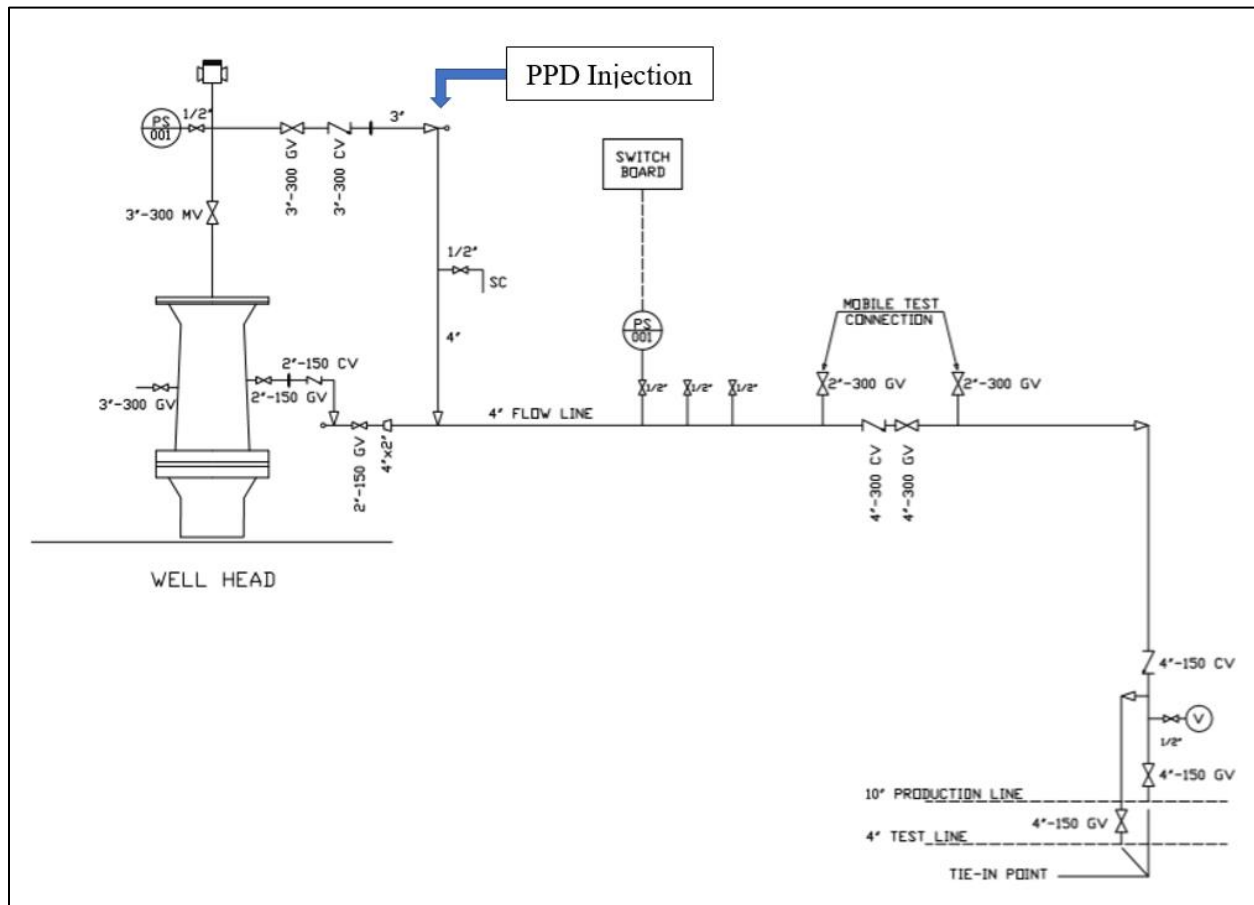 PPD Injection
PS
001
1/2"
3"
3"-300 GV
3"-300 CV
3"-300 MV
SWITCH
BOARD
1/2"
SC
4"
PS
001
MOBILE TEST
CONNECTION
2"-150 CV
2"-150 GV
3"-300 GV
1/2"
1/2"
1/2"
2"-300 GV
2"-300 GV
4" FLOW LINE
2"-150 GV
4"x2"
4"-300 CV
4"-300 GV
WELL HEAD
4"-150 CV
V
1/2"
4"-150 GV
10" PRODUCTION LINE
4"-150 GV
4" TEST LINE
TIE-IN POINT